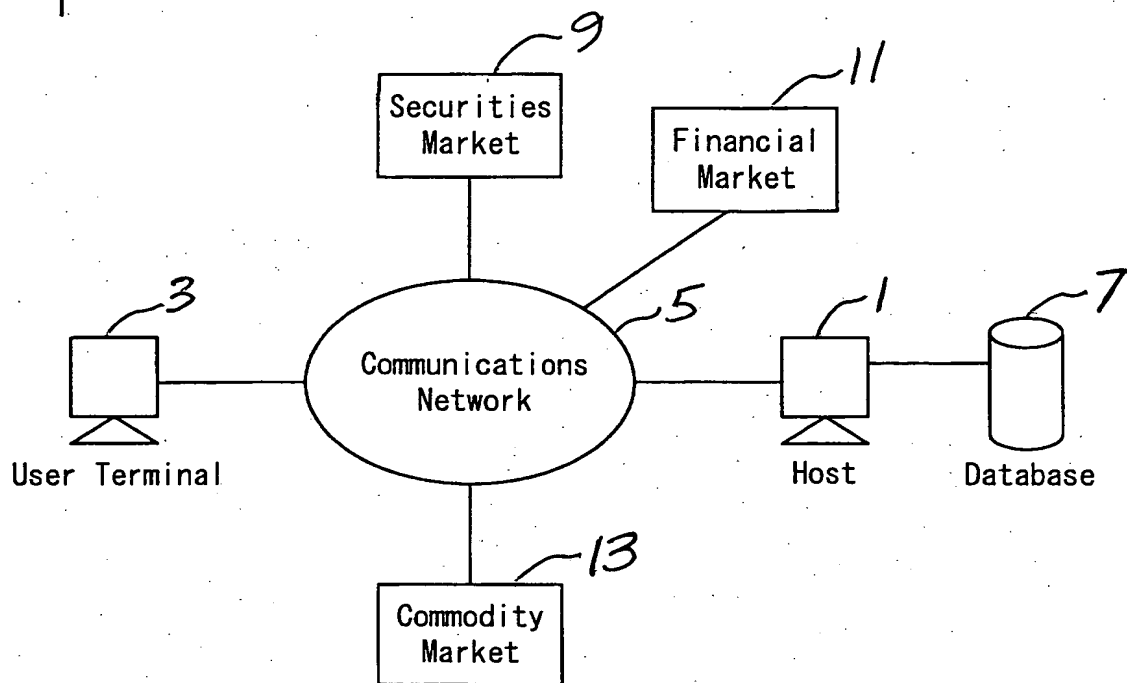 9
Securities
Market
11
Financial
Market
3
5
1
7
Communications
Network
User Terminal
Host
Database
13
Commodity
Market